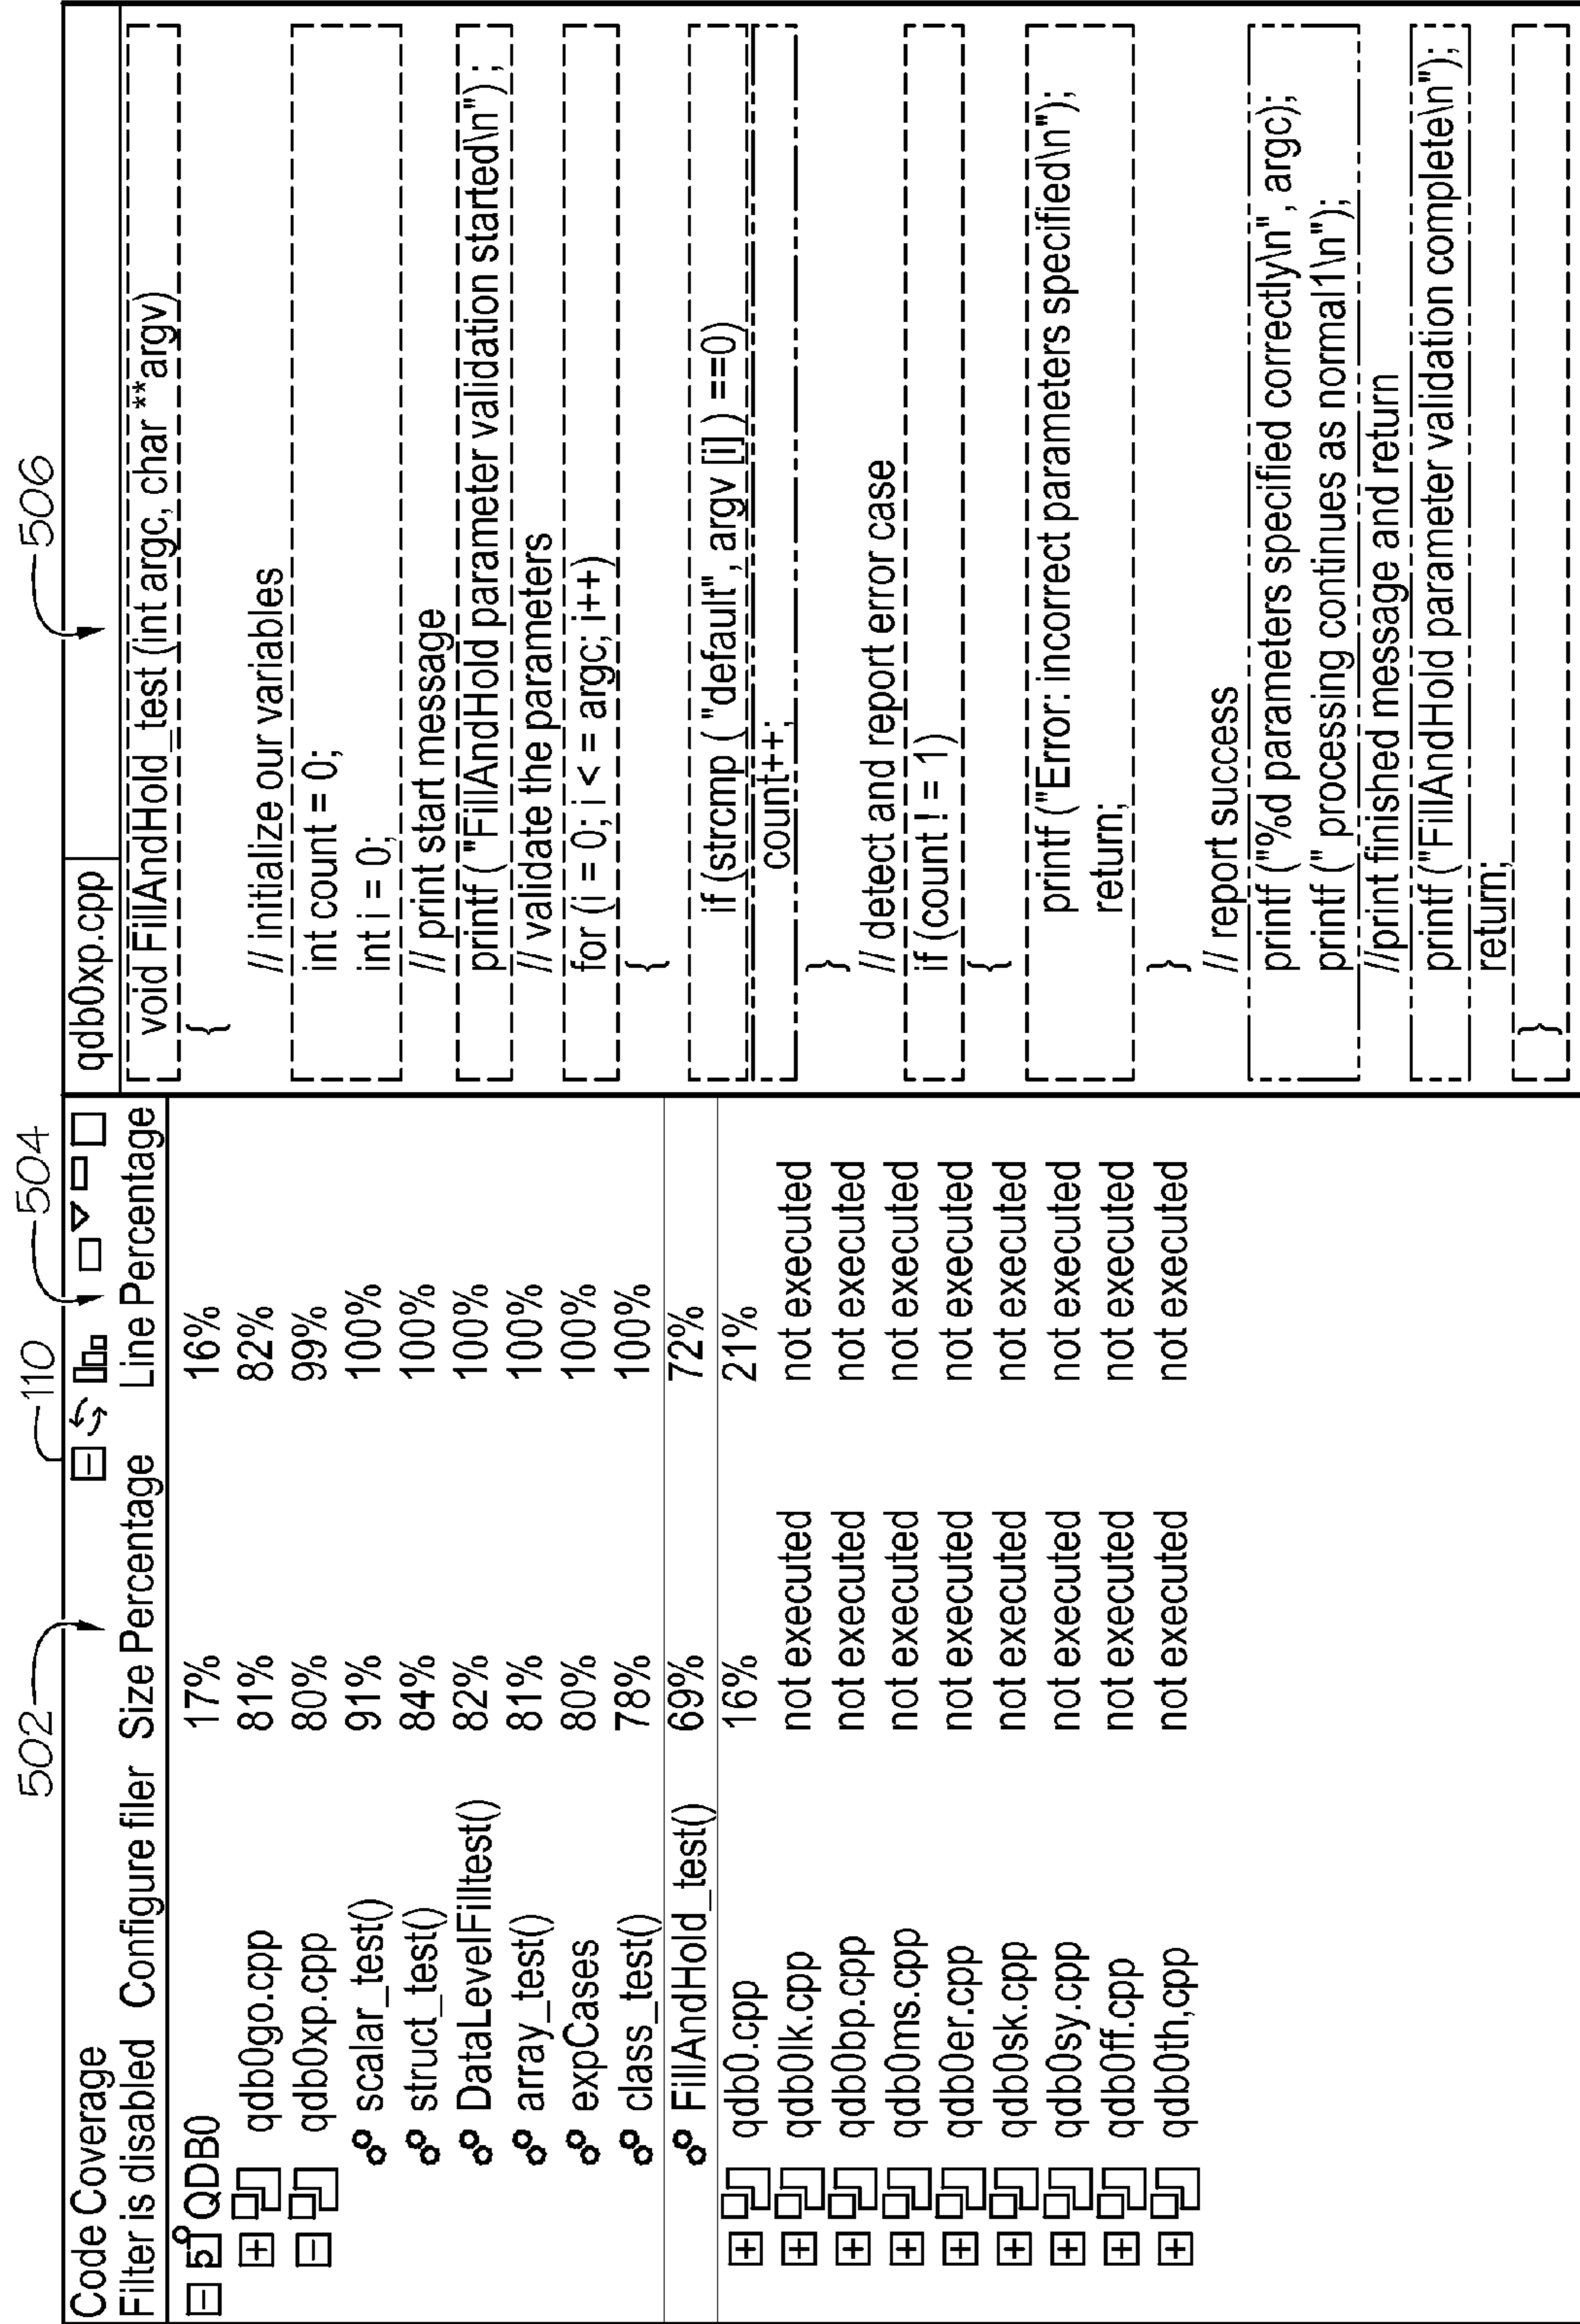 502
110
504
506
Code Coverage
Filter is disabled Configure filer Size Percentage Line Percentage
QDB0 17% 16%
qdb0go.cpp 81% 82%
qdb0xp.cpp 80% 99%
scalar_test() 91% 100%
struct_test() 84% 100%
DataLevelFilltest() 82% 100%
array_test() 81% 100%
expCases 80% 100%
class_test() 78% 100%
FillAndHold_test() 69% 72%
qdb0.cpp 16% 21%
qdb0lk.cpp not executed not executed
qdb0bp.cpp not executed not executed
qdb0ms.cpp not executed not executed
qdb0er.cpp not executed not executed
qdb0sk.cpp not executed not executed
qdb0sy.cpp not executed not executed
qdb0ff.cpp not executed not executed
qdb0th,cpp not executed not executed
qdb0xp.cpp
void FillAndHold_test (int argc, char **argv)
{
// initialize our variables
int count = 0;
int i = 0;
// print start message
printf ("FillAndHold parameter validation started\n") ;
// validate the parameters
for (i = 0; i < = argc; i++)
{
if (strcmp ( "default", argv [i] ) ==0)
count++;
}
// detect and report error case
if (count ! = 1)
{
printf ("Error: incorrect parameters specified\n");
return;
}
// report success
printf ("%d parameters specified correctly\n", argc);
printf (" processing continues as normal1\n");
//print finished message and return
printf ("FillAndHold parameter validation complete\n");
return;
}